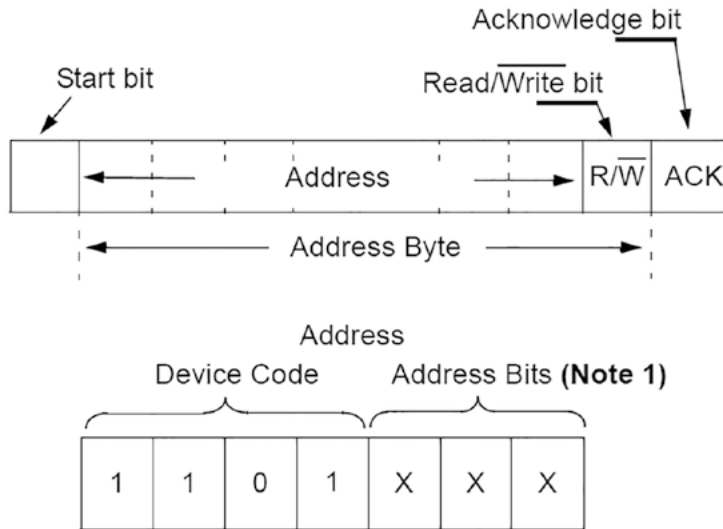 Acknowledge bit
Start bit
Read/Write bit
Address
R/W
ACK
Address Byte
Address
Device Code
Address Bits (Note 1)
1 1 0 1 X X X